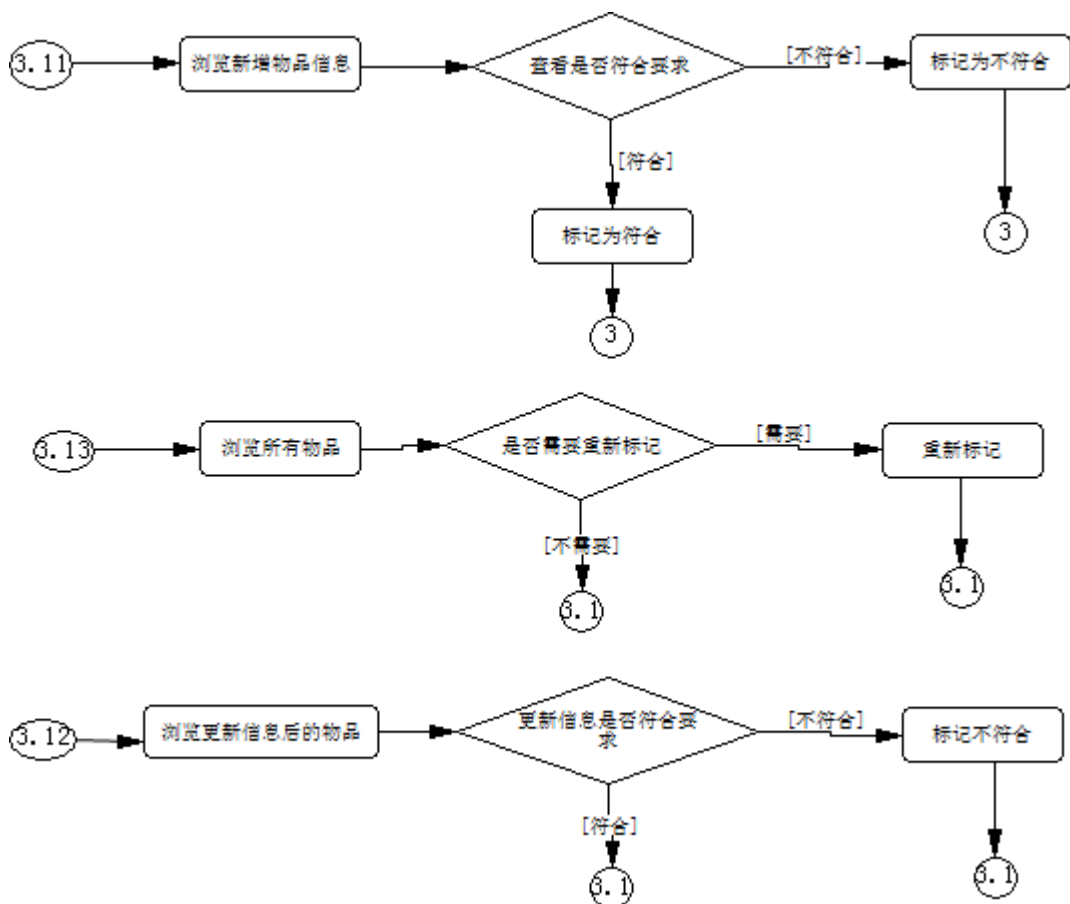 3.11
浏览新增物品信息
查看是否符合要求
[不符合]
标记为不符合
[符合]
标记为符合
3
3
3.13
浏览所有物品
是否需要重新标记
[需要]
重新标记
[不需要]
3.1
3.1
3.12
浏览更新信息后的物品
更新信息是否符合要
求
[不符合]
标记不符合
[符合]
3.1
3.1